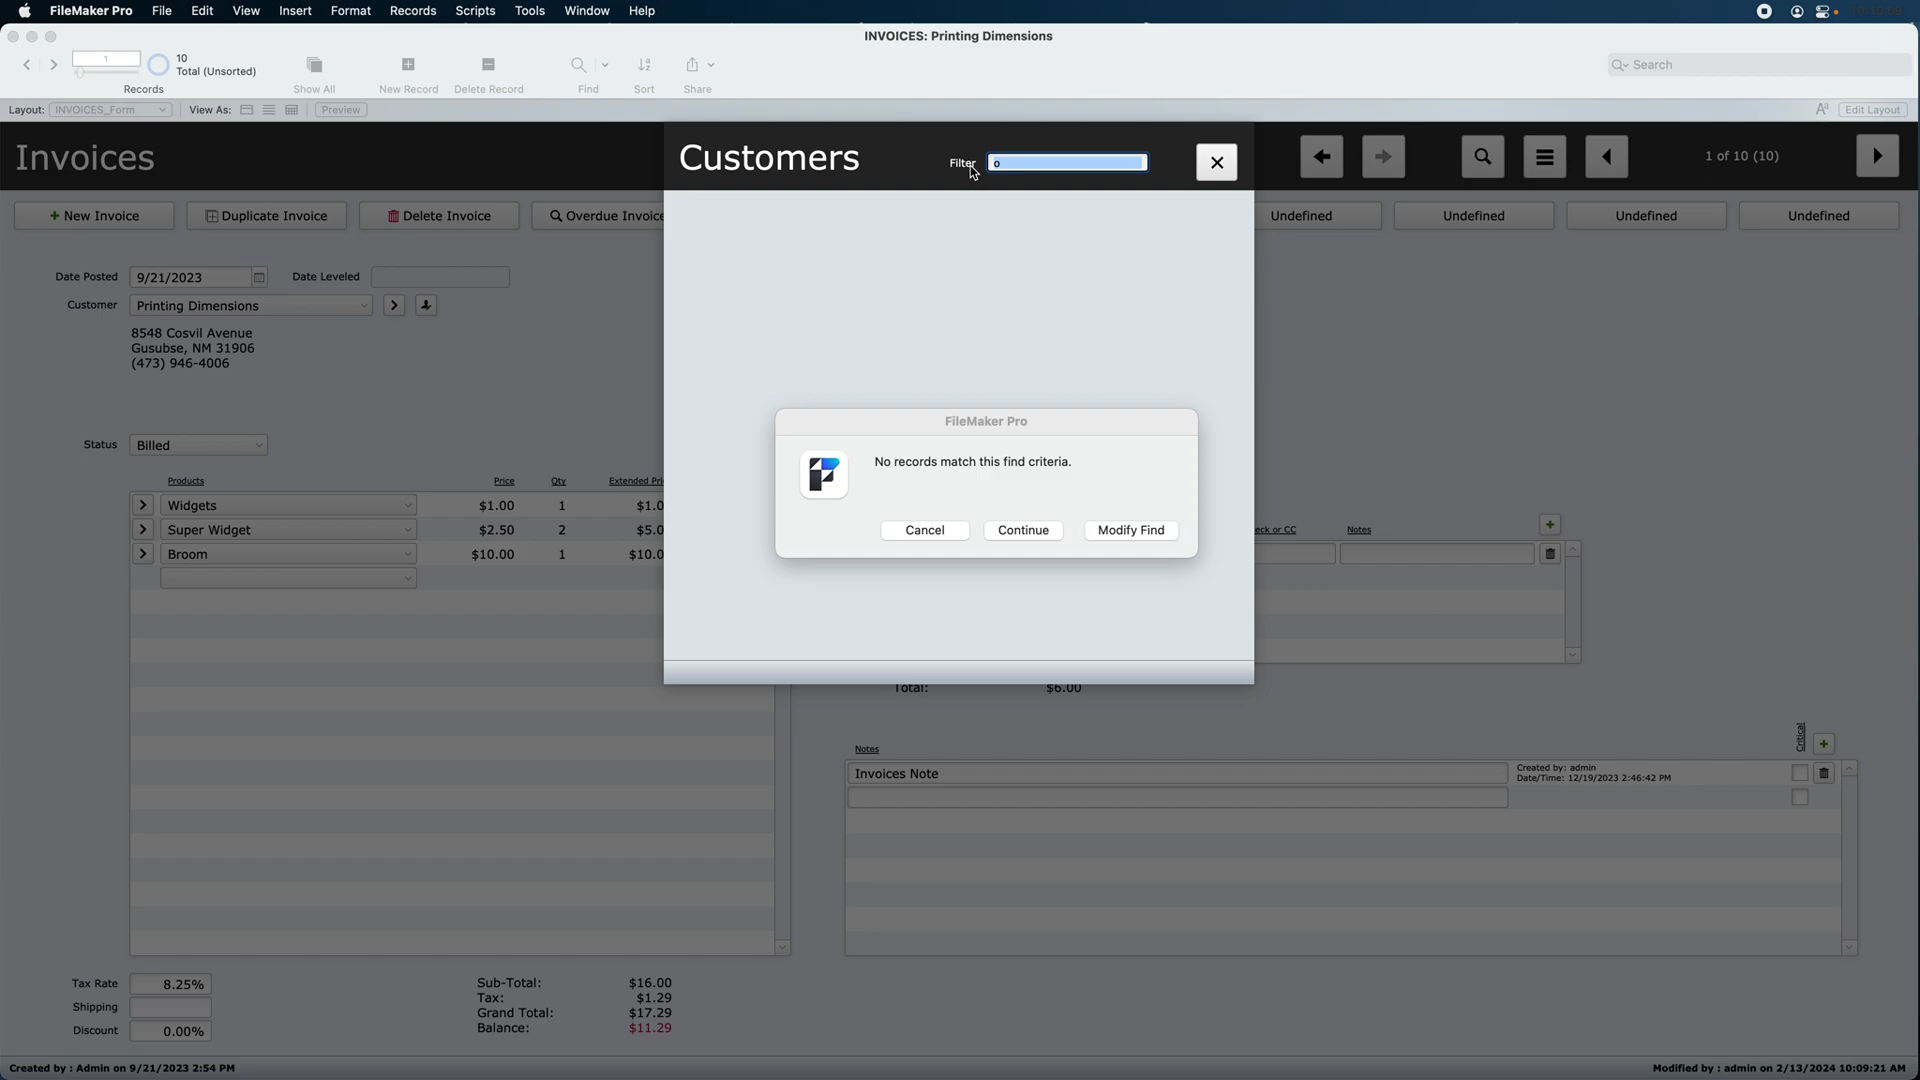 FileMaker Pro File Edit View Insert Format Records Scripts Tools Window Help
INVOICES: Printing Dimensions
1
10
Total (Unsorted)
Records
Show All
New Record
Delete Record
Find
Sort
Share
Search
Layout: INVOICES_Form
View As:
Preview
Aª
Edit Layout
Invoices
Customers
Filter
o
1 of 10 (10)
New Invoice
Duplicate Invoice
Delete Invoice
Overdue Invoice
Undefined
Undefined
Undefined
Undefined
Date Posted 9/21/2023
Date Leveled
Customer Printing Dimensions
8548 Cosvil Avenue
Gusubse, NM 31906
(473) 946-4006
Status Billed
FileMaker Pro
No records match this find criteria.
Cancel
Continue
Modify Find
Products Price Qty Extended Pri
Widgets $1.00 1 $1.0
Super Widget $2.50 2 $5.0
Broom $10.00 1 $10.0
eck or CC
Notes
Total: $6.00
Notes
Critical
Invoices Note
Created by: admin
Date/Time: 12/19/2023 2:46:42 PM
Tax Rate 8.25%
Shipping
Discount 0.00%
Sub-Total: $16.00
Tax: $1.29
Grand Total: $17.29
Balance: $11.29
Created by : Admin on 9/21/2023 2:54 PM
Modified by : admin on 2/13/2024 10:09:21 AM